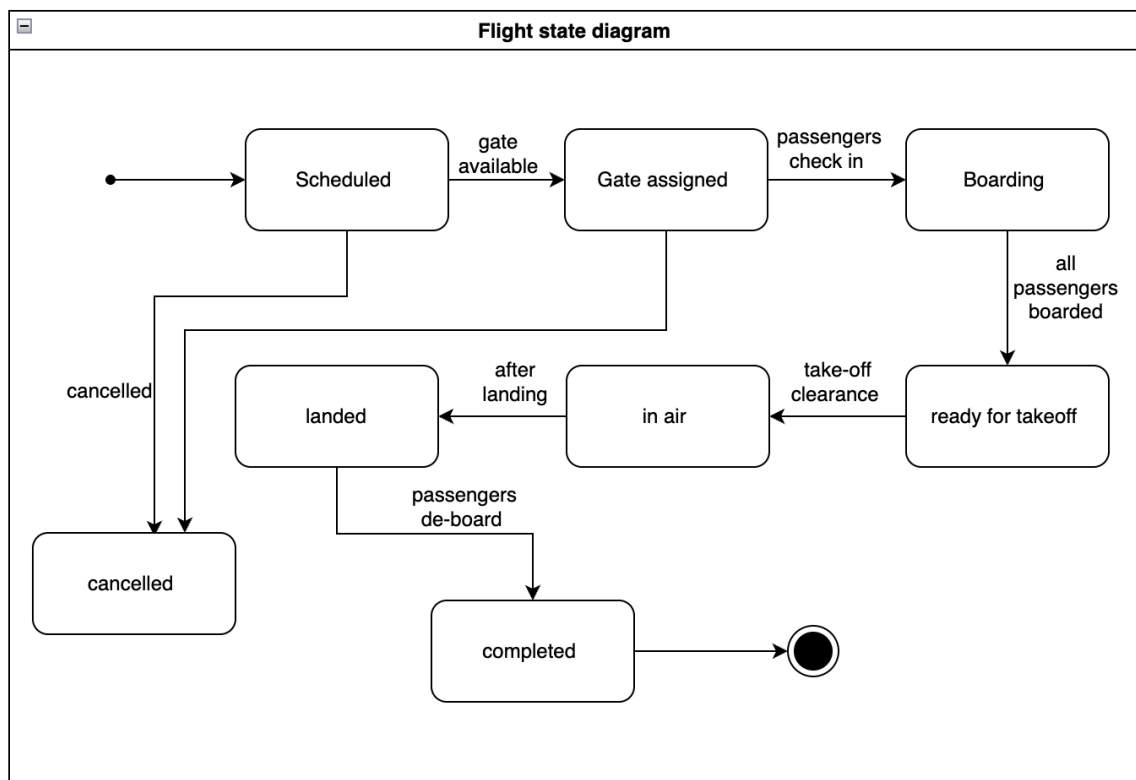 Flight state diagram
Scheduled
gate
available
Gate assigned
passengers
check in
Boarding
all
passengers
boarded
cancelled
landed
after
landing
in air
take-off
clearance
ready for takeoff
passengers
de-board
cancelled
completed